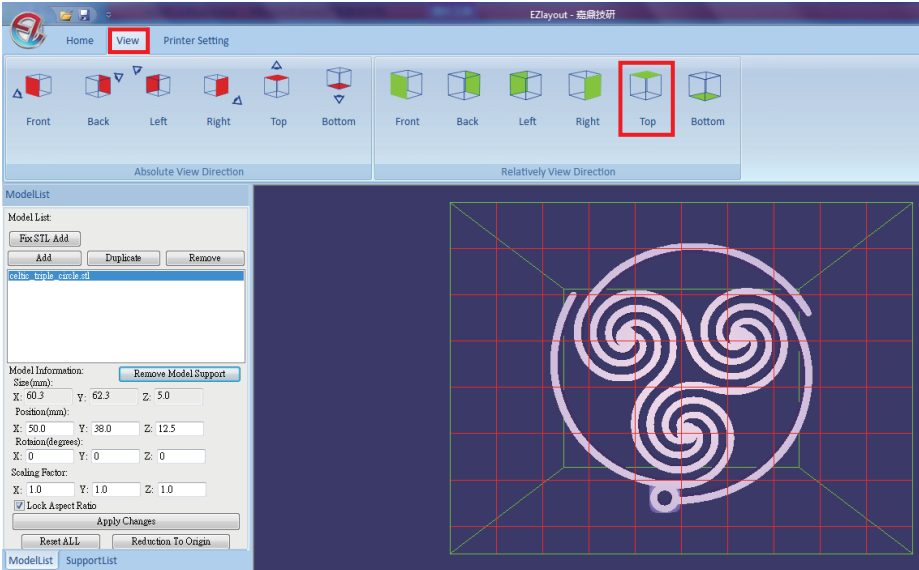 EZlayout - 嘉鼎技研
Home View Printer Setting
Front Back Left Right Top Bottom Front Back Left Right Top Bottom
Absolute View Direction Relatively View Direction
ModelList
Model List:
Fix STL Add
Add Duplicate Remove
celtic_triple_circle.stl
Model Information: Remove Model Support
Size(mm):
X: 60.3 Y: 62.3 Z: 5.0
Position(mm):
X: 50.0 Y: 38.0 Z: 12.5
Rotaion(degrees):
X: 0 Y: 0 Z: 0
Scaling Factor:
X: 1.0 Y: 1.0 Z: 1.0
Lock Aspect Ratio
Apply Changes
Reset ALL Reduction To Origin
ModelList SupportList